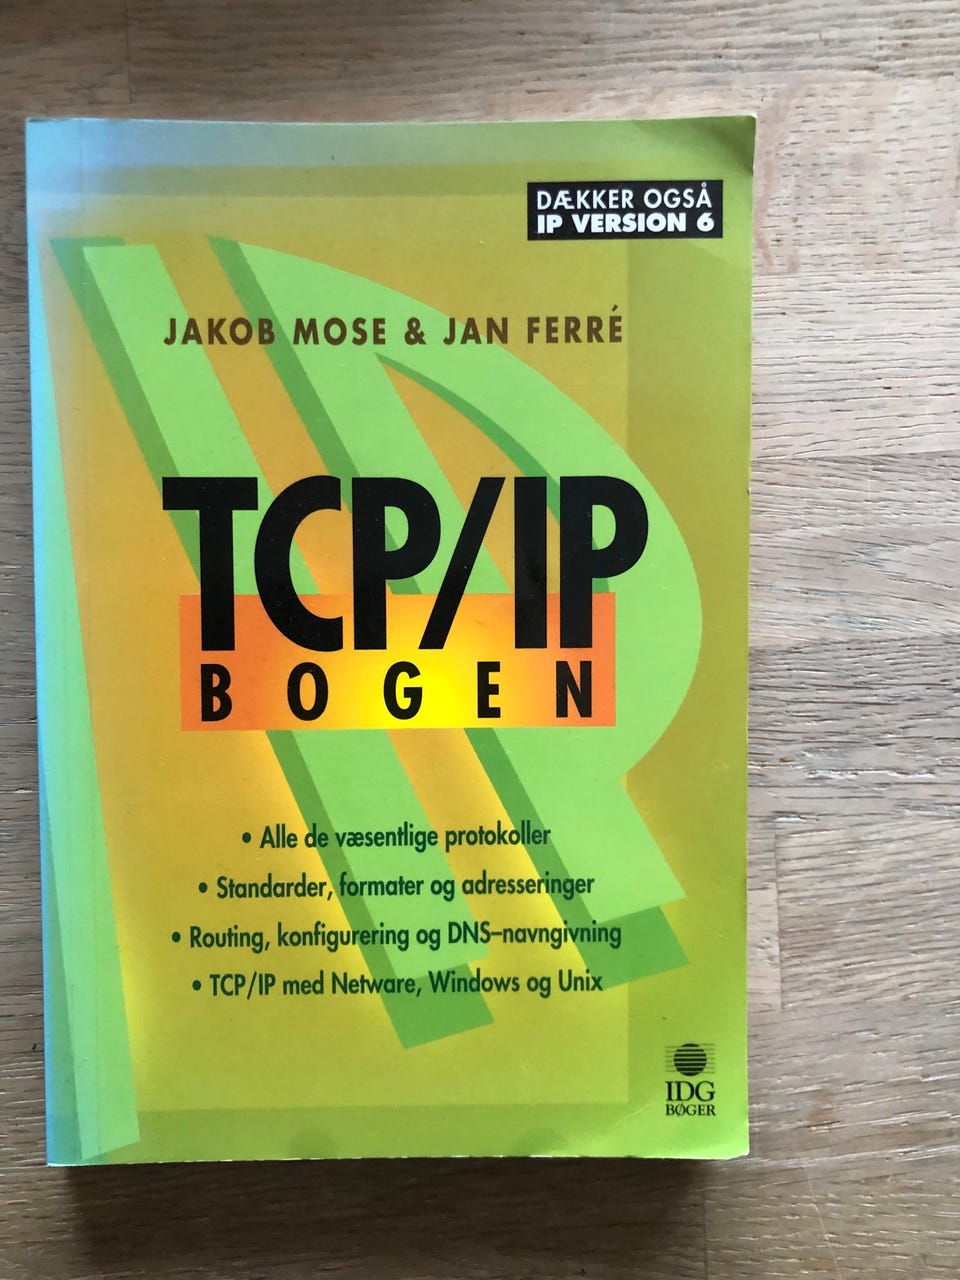 DÆKKER OGSÅ
IP VERSION 6
JAKOB MOSE & JAN FERRÉ
TCP/IP
BOGEN
• Alle de væsentlige protokoller
• Standarder, formater og adresseringer
• Routing, konfigurering og DNS–navngivning
• TCP/IP med Netware, Windows og Unix
IDG
BØGER